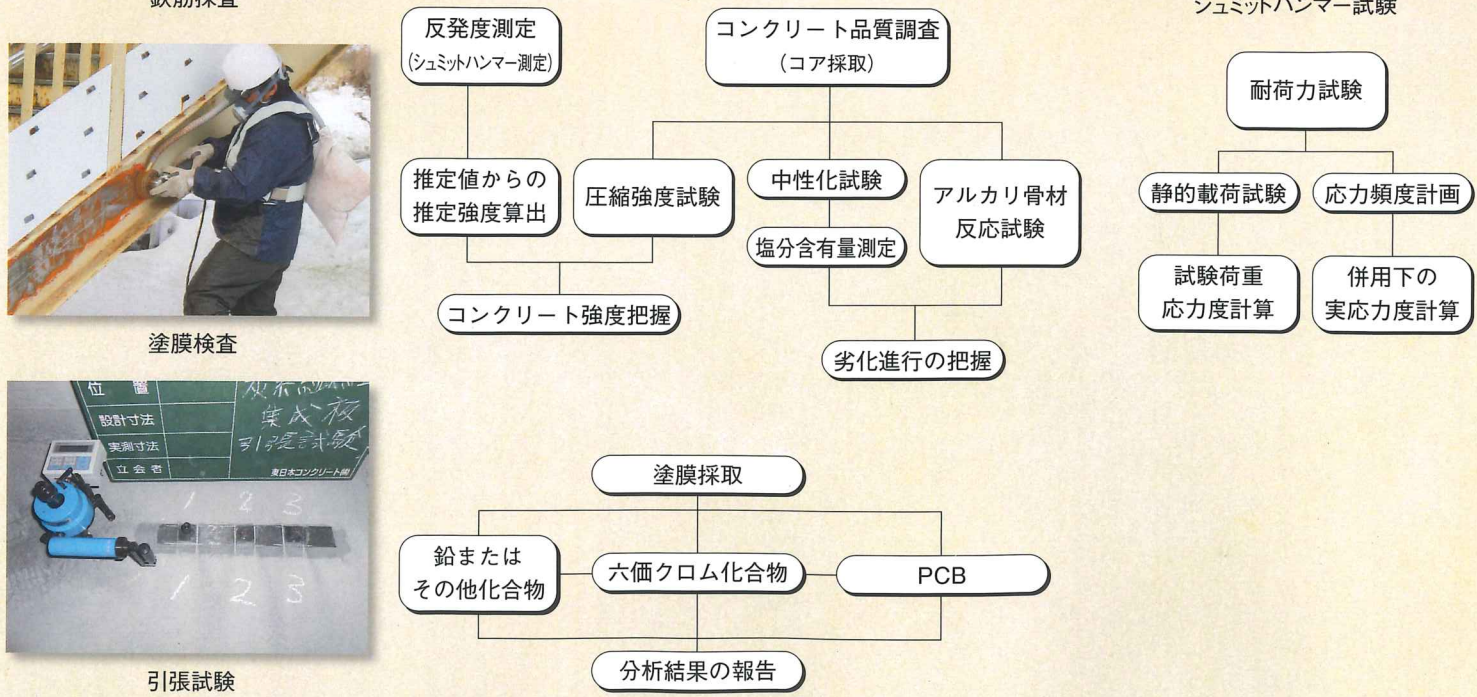 鉄筋探査
シュミットハンマー試験
反発度測定
(シュミットハンマー測定)
コンクリート品質調査
(コア採取)
推定値からの
推定強度算出
圧縮強度試験
中性化試験
塩分含有量測定
アルカリ骨材
反応試験
コンクリート強度把握
劣化進行の把握
耐荷力試験
静的載荷試験
応力頻度計画
試験荷重
応力度計算
併用下の
実応力度計算
塗膜検査
位置
設計寸法
実測寸法
立会者
集成板
引張試験
東日本コンクリート㈱
1 2 3
1 2 3
引張試験
塗膜採取
鉛または
その他化合物
六価クロム化合物
PCB
分析結果の報告